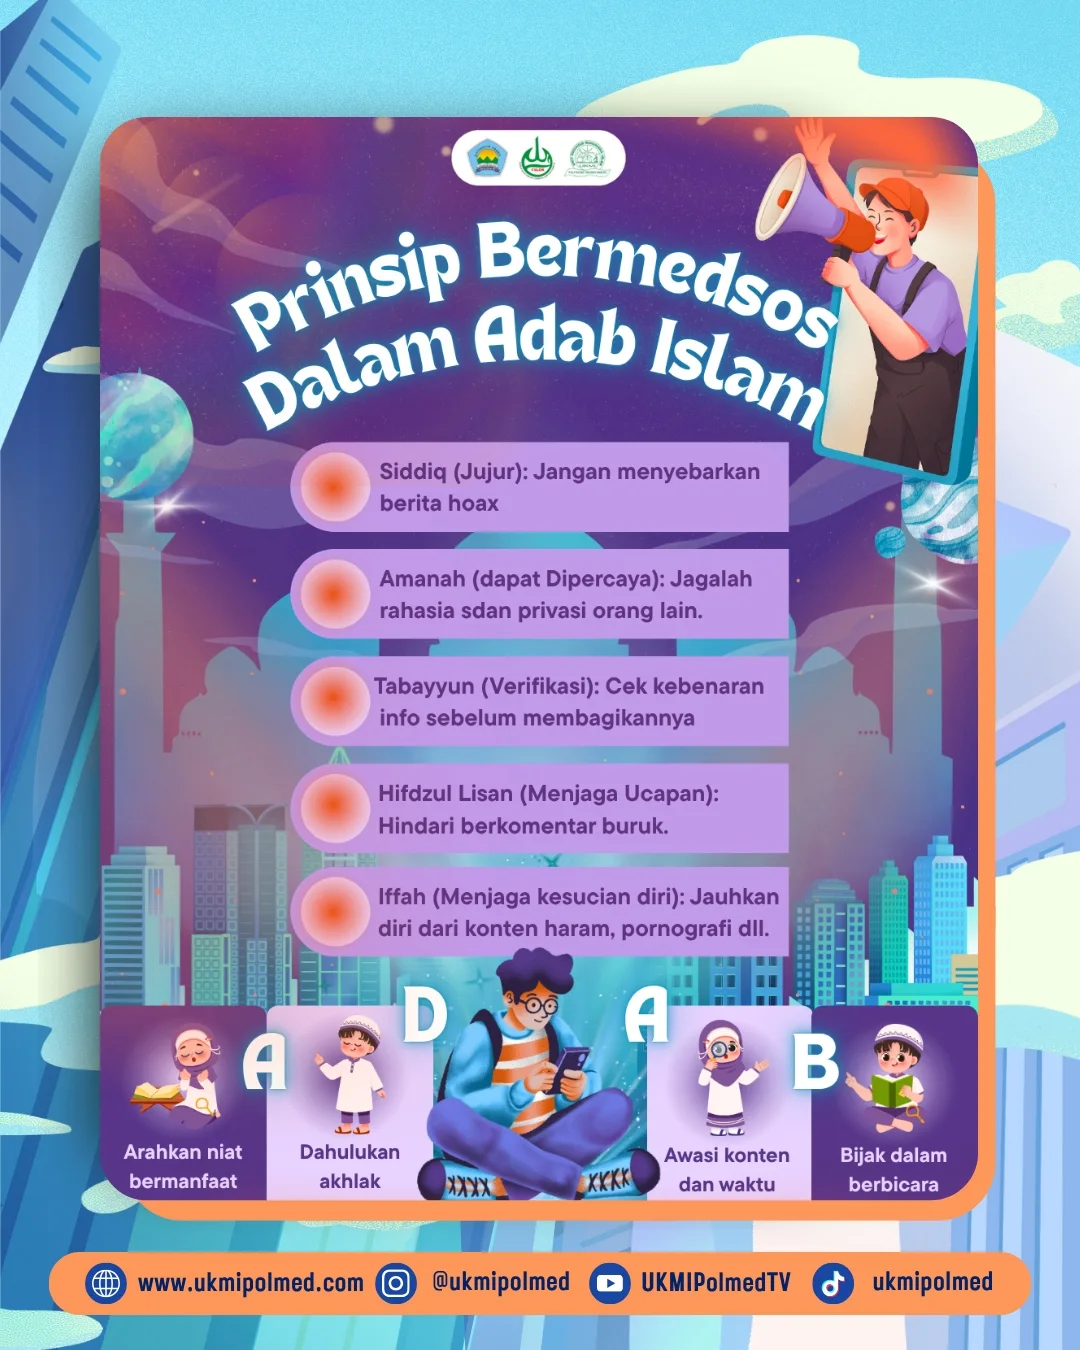 Prinsip Bermedsos
Dalam Adab Islam
Siddiq (Jujur): Jangan menyebarkan
berita hoax
Amanah (dapat Dipercaya): Jagalah
rahasia sdan privasi orang lain.
Tabayyun (Verifikasi): Cek kebenaran
info sebelum membagikannya
Hifdzul Lisan (Menjaga Ucapan):
Hindari berkomentar buruk.
Iffah (Menjaga kesucian diri): Jauhkan
diri dari konten haram, pornografi dll.
A D A B
Arahkan niat
bermanfaat
Dahulukan
akhlak
Awasi konten
dan waktu
Bijak dalam
berbicara
www.ukmipolmed.com @ukmipolmed UKMIPolmedTV ukmipolmed